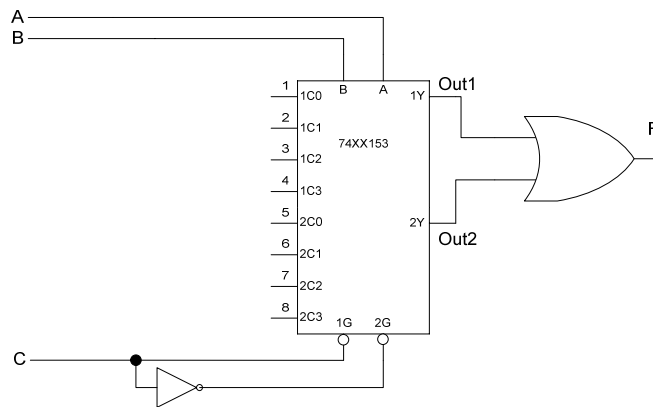 A
B
1 1C0 B A 1Y Out1
2 1C1
74XX153
3 1C2
4 1C3
5 2C0 2Y
Out2
6 2C1
7 2C2
8 2C3
1G 2G
C
F